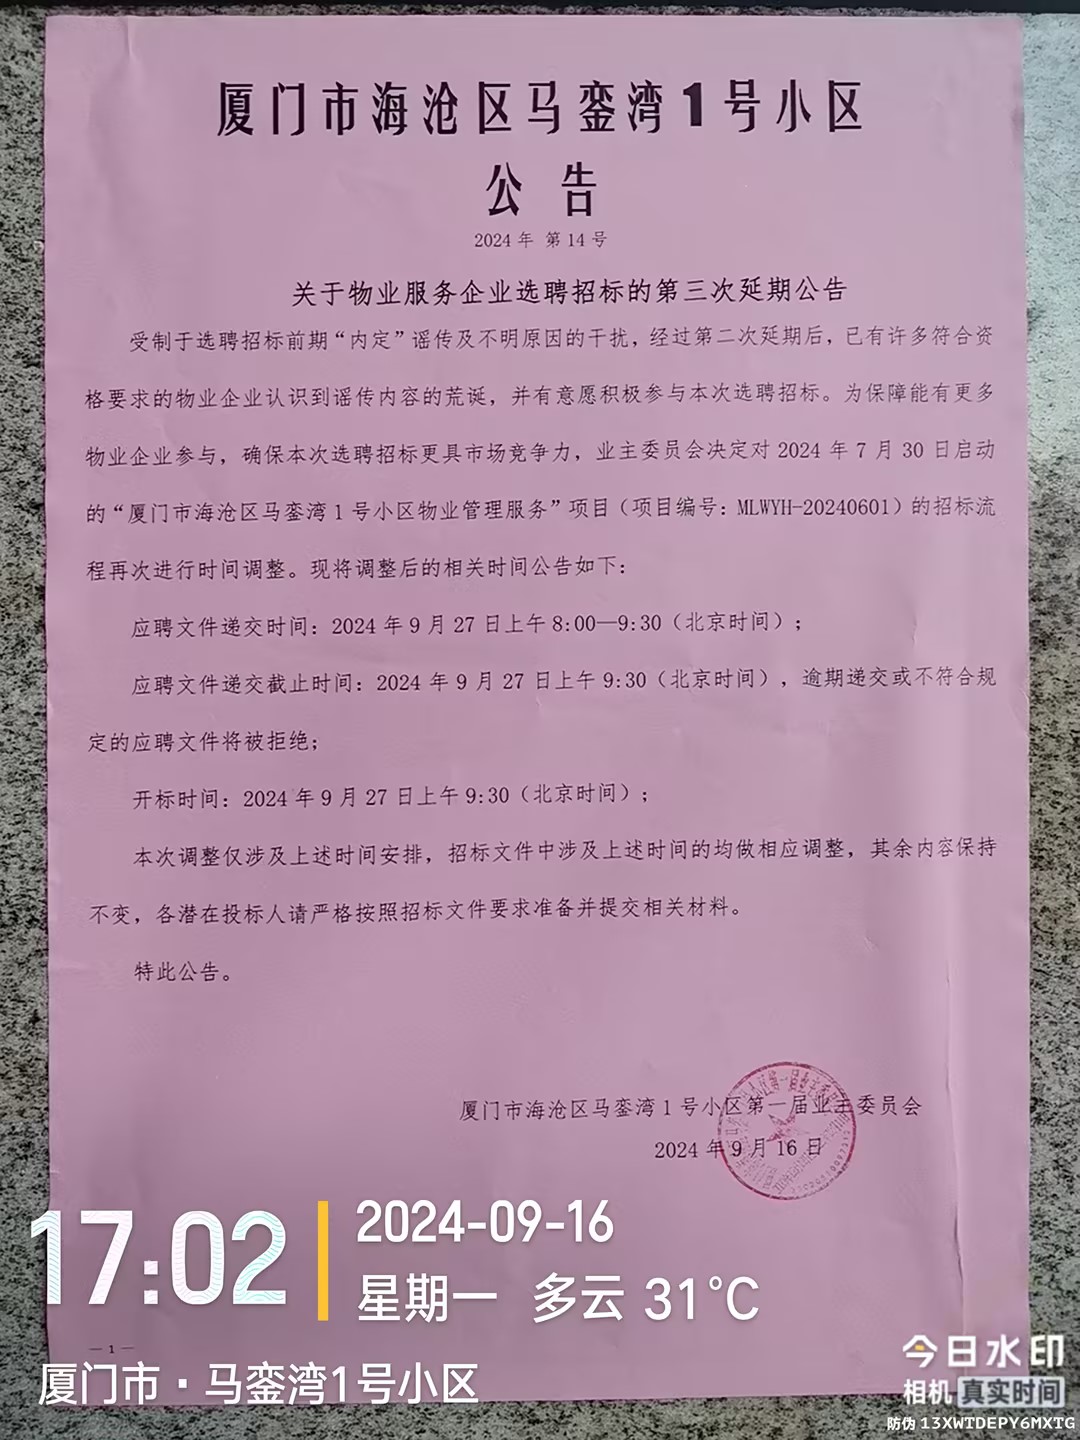 厦门市海沧区马銮湾1号小区
公告
2024年 第14号
关于物业服务企业选聘招标的第三次延期公告
受制于选聘招标前期“内定”谣传及不明原因的干扰，经过第二次延期后，已有许多符合资
格要求的物业企业认识到谣传内容的荒诞，并有意愿积极参与本次选聘招标。为保障能有更多
物业企业参与，确保本次选聘招标更具市场竞争力，业主委员会决定对2024年7月30日启动
的“厦门市海沧区马銮湾1号小区物业管理服务”项目（项目编号：MLWYH-20240601）的招标流
程再次进行时间调整。现将调整后的相关时间公告如下：
应聘文件递交时间：2024年9月27日上午8:00—9:30（北京时间）；
应聘文件递交截止时间：2024年9月27日上午9:30（北京时间），逾期递交或不符合规
定的应聘文件将被拒绝；
开标时间：2024年9月27日上午9:30（北京时间）；
本次调整仅涉及上述时间安排，招标文件中涉及上述时间的均做相应调整，其余内容保持
不变，各潜在投标人请严格按照招标文件要求准备并提交相关材料。
特此公告。
厦门市海沧区马銮湾1号小区第一届业主委员会
2024年9月16日
— 1 —
17:02
2024-09-16
星期一 多云 31℃
厦门市·马銮湾1号小区
今日水印
相机 真实时间
防伪 13XWTDEPY6MXTG